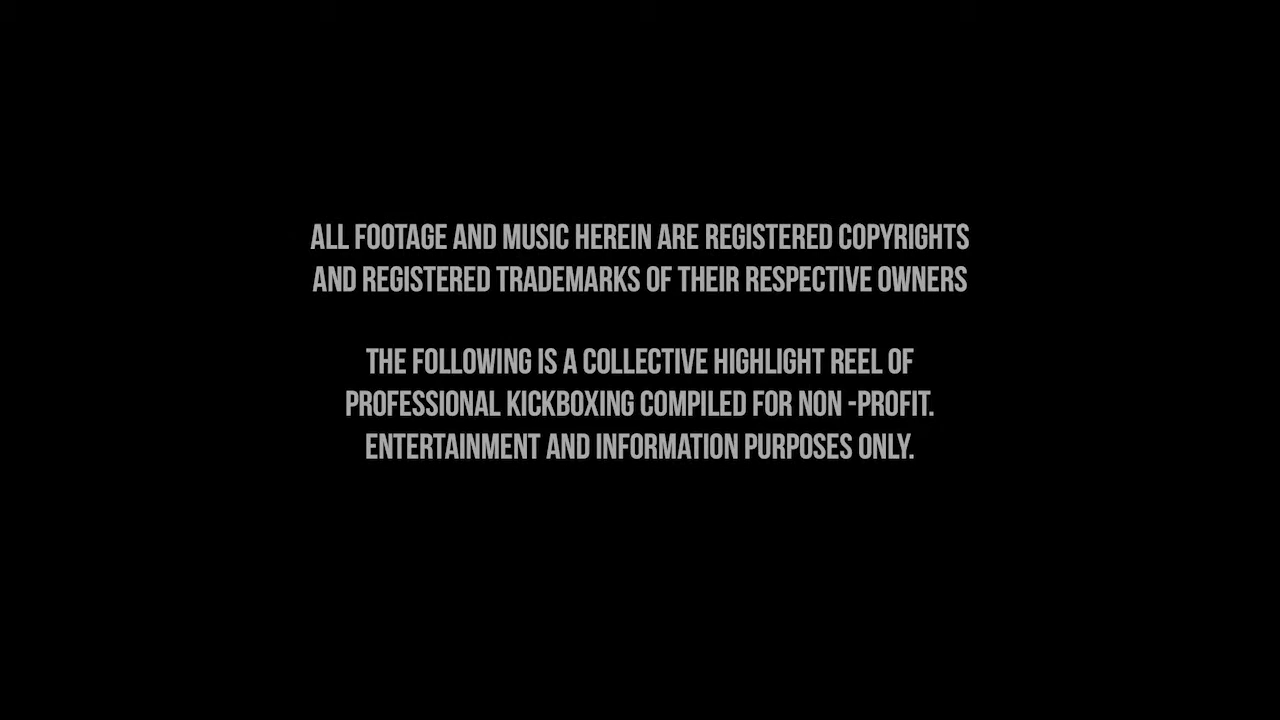 ALL FOOTAGE AND MUSIC HEREIN ARE REGISTERED COPYRIGHTS
AND REGISTERED TRADEMARKS OF THEIR RESPECTIVE OWNERS
THE FOLLOWING IS A COLLECTIVE HIGHLIGHT REEL OF
PROFESSIONAL KICKBOXING COMPILED FOR NON -PROFIT.
ENTERTAINMENT AND INFORMATION PURPOSES ONLY.